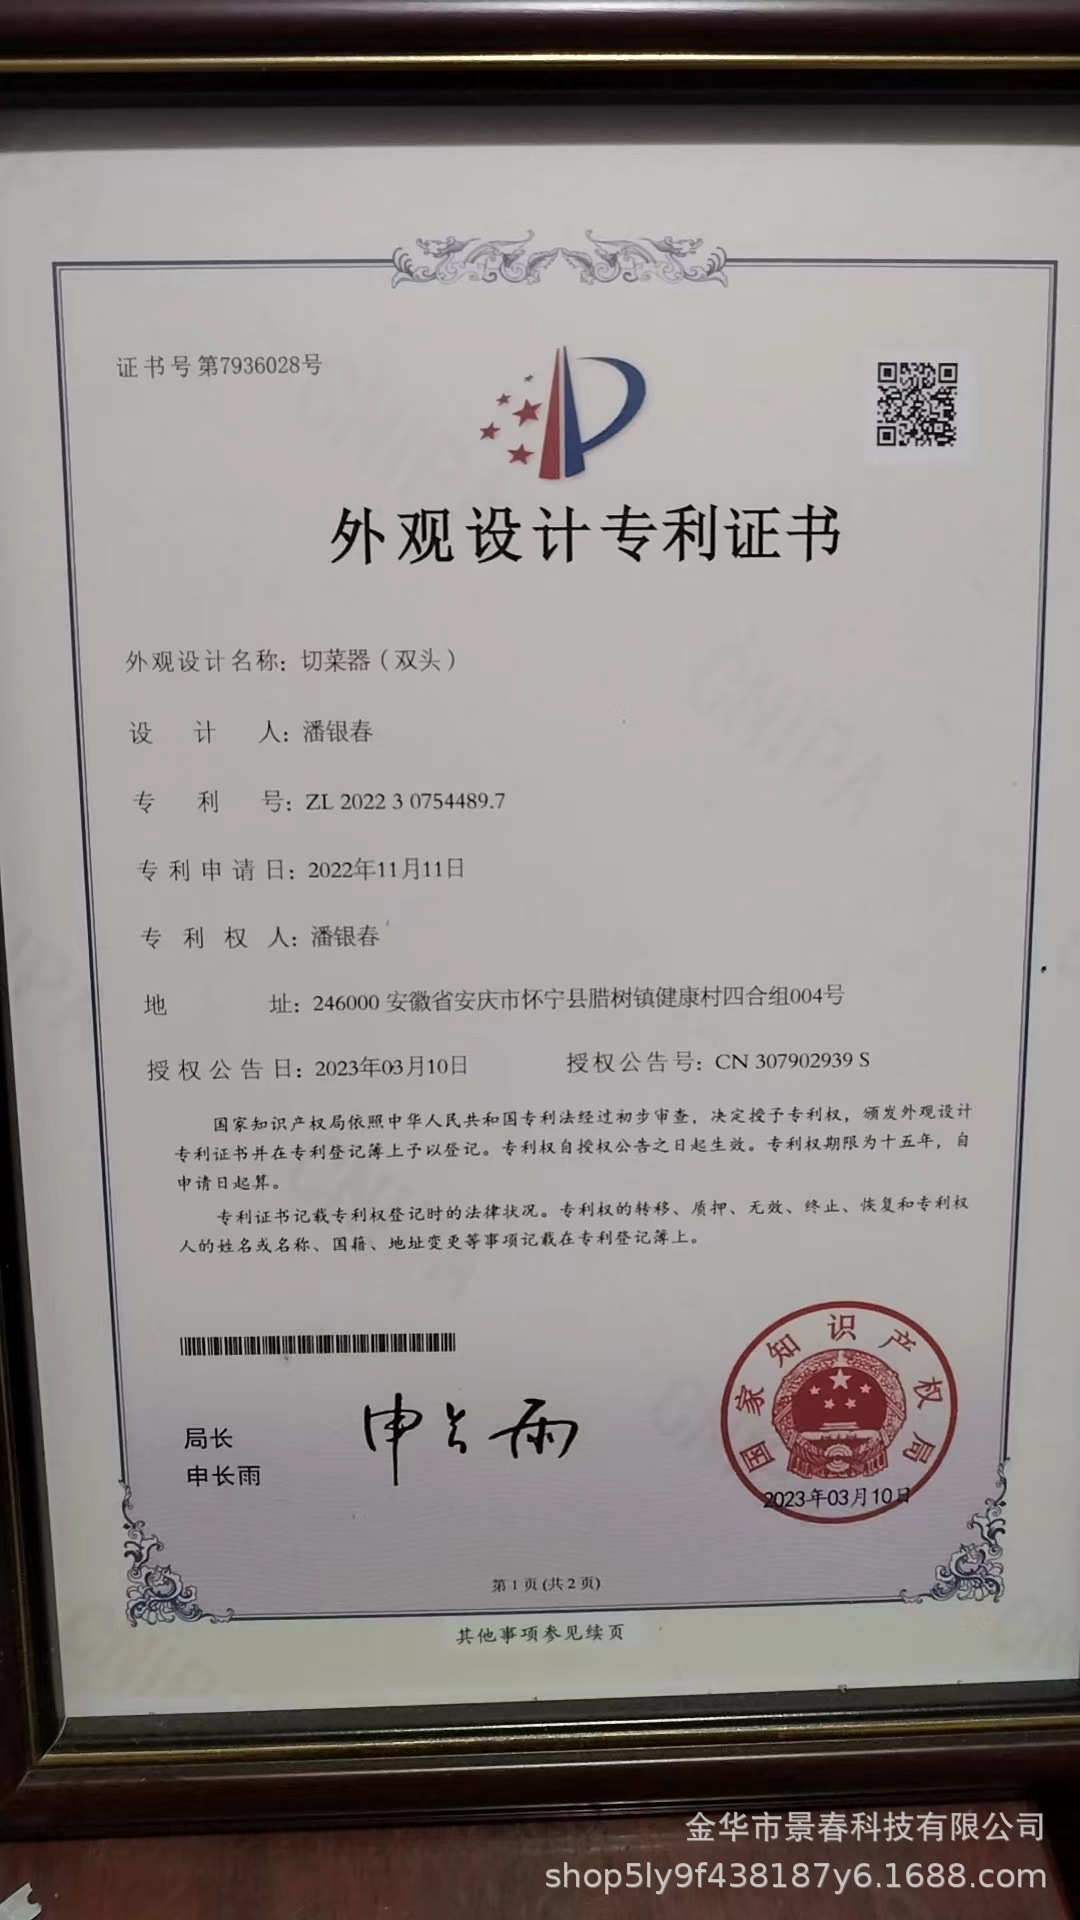 证书号第7936028号
外观设计专利证书
外观设计名称：切菜器（双头）
设计人：潘银春
专利号：ZL 2022 3 0754489.7
专利申请日：2022年11月11日
专利权人：潘银春
地址：246000 安徽省安庆市怀宁县腊树镇健康村四合组004号
授权公告日：2023年03月10日 授权公告号：CN 307902939 S
国家知识产权局依照中华人民共和国专利法经过初步审查，决定授予专利权，颁发外观设计
专利证书并在专利登记簿上予以登记。专利权自授权公告之日起生效。专利权期限为十五年，自
申请日起算。
专利证书记载专利权登记时的法律状况。专利权的转移、质押、无效、终止、恢复和专利权
人的姓名或名称、国籍、地址变更等事项记载在专利登记簿上。
局长
申长雨
申长雨
国家知识产权局
2023年03月10日
第 1 页 (共 2 页)
其他事项参见续页
金华市景春科技有限公司
shop5ly9f438187y6.1688.com